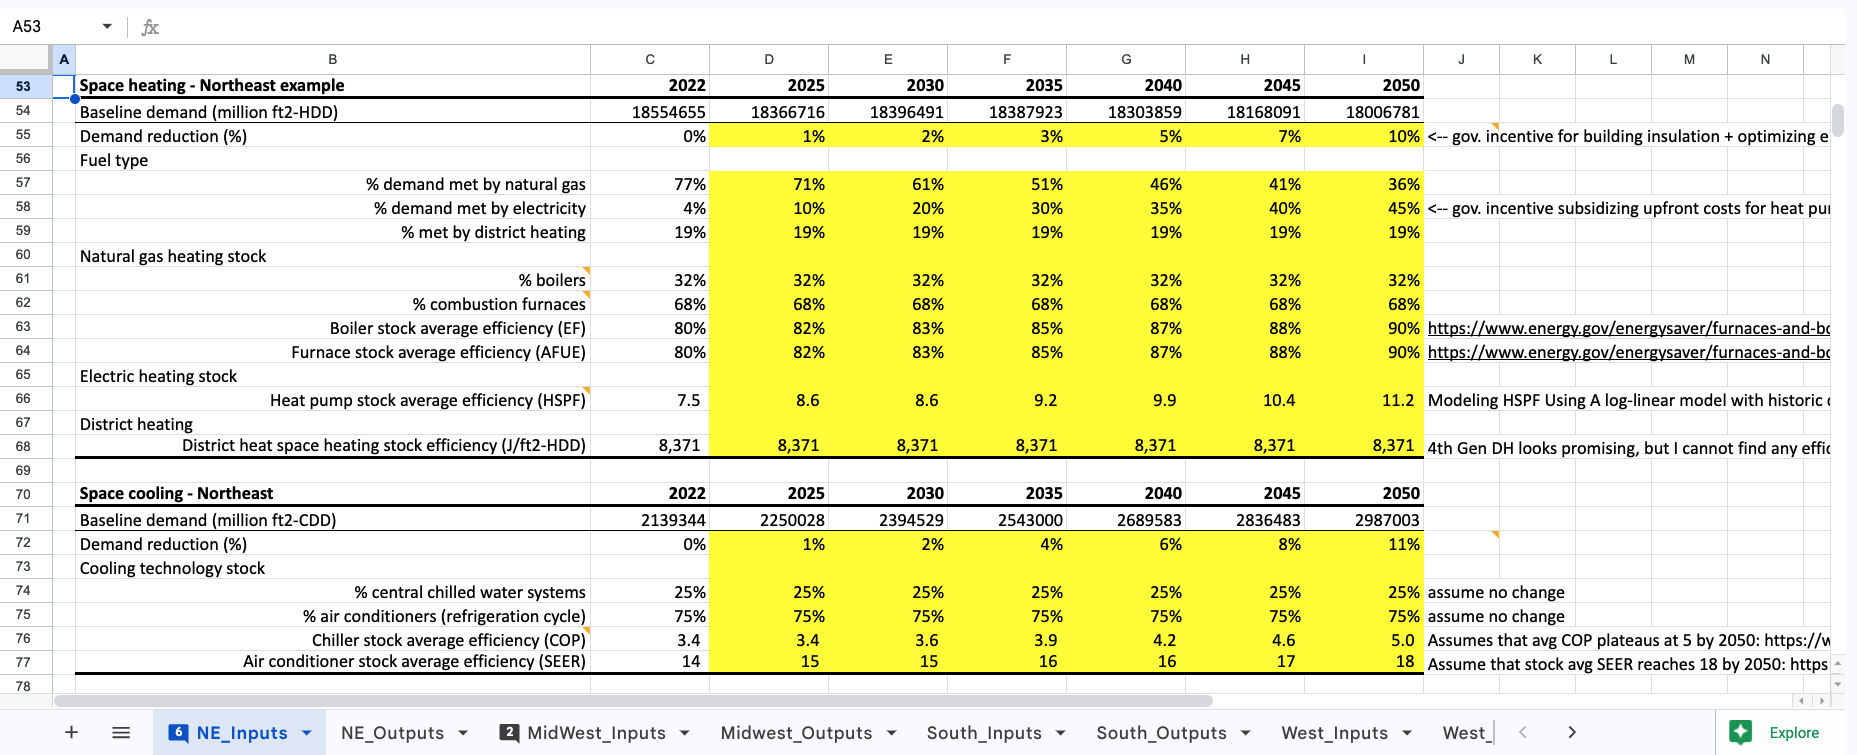 A53 fx
A B C D E F G H I J K L M N
53 Space heating - Northeast example 2022 2025 2030 2035 2040 2045 2050
54 Baseline demand (million ft2-HDD) 18554655 18366716 18396491 18387923 18303859 18168091 18006781
55 Demand reduction (%) 0% 1% 2% 3% 5% 7% 10% <-- gov. incentive for building insulation + optimizing e
56 Fuel type
57 % demand met by natural gas 77% 71% 61% 51% 46% 41% 36%
58 % demand met by electricity 4% 10% 20% 30% 35% 40% 45% <-- gov. incentive subsidizing upfront costs for heat pu
59 % met by district heating 19% 19% 19% 19% 19% 19% 19%
60 Natural gas heating stock
61 % boilers 32% 32% 32% 32% 32% 32% 32%
62 % combustion furnaces 68% 68% 68% 68% 68% 68% 68%
63 Boiler stock average efficiency (EF) 80% 82% 83% 85% 87% 88% 90% https://www.energy.gov/energysaver/furnaces-and-bo
64 Furnace stock average efficiency (AFUE) 80% 82% 83% 85% 87% 88% 90% https://www.energy.gov/energysaver/furnaces-and-bo
65 Electric heating stock
66 Heat pump stock average efficiency (HSPF) 7.5 8.6 8.6 9.2 9.9 10.4 11.2 Modeling HSPF Using A log-linear model with historic
67 District heating
68 District heat space heating stock efficiency (J/ft2-HDD) 8,371 8,371 8,371 8,371 8,371 8,371 8,371 4th Gen DH looks promising, but I cannot find any effic
69
70 Space cooling - Northeast 2022 2025 2030 2035 2040 2045 2050
71 Baseline demand (million ft2-CDD) 2139344 2250028 2394529 2543000 2689583 2836483 2987003
72 Demand reduction (%) 0% 1% 2% 4% 6% 8% 11%
73 Cooling technology stock
74 % central chilled water systems 25% 25% 25% 25% 25% 25% 25% assume no change
75 % air conditioners (refrigeration cycle) 75% 75% 75% 75% 75% 75% 75% assume no change
76 Chiller stock average efficiency (COP) 3.4 3.4 3.6 3.9 4.2 4.6 5.0 Assumes that avg COP plateaus at 5 by 2050: https://w
77 Air conditioner stock average efficiency (SEER) 14 15 15 16 16 17 18 Assume that stock avg SEER reaches 18 by 2050: https
78
6 NE_Inputs NE_Outputs 2 MidWest_Inputs Midwest_Outputs South_Inputs South_Outputs West_Inputs West_ Explore